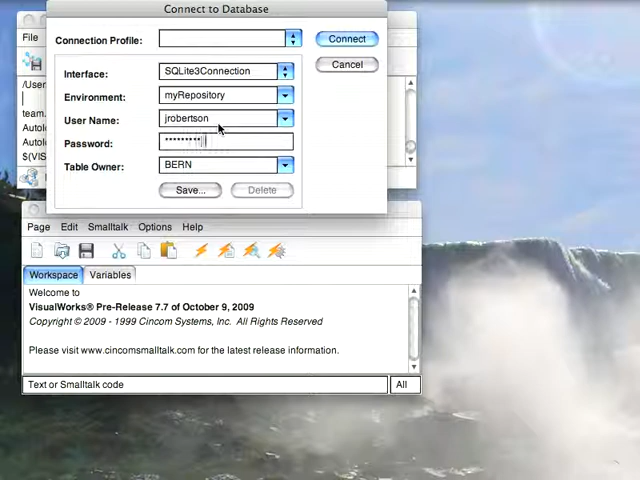 Connect to Database
Connection Profile:
Connect
Cancel
Interface: SQLite3Connection
Environment: myRepository
User Name: jrobertson
Password: *********
Table Owner: BERN
Save... Delete
File
/User
team.
Autol
Autol
$(VIS
Page Edit Smalltalk Options Help
Workspace Variables
Welcome to
VisualWorks® Pre-Release 7.7 of October 9, 2009
Copyright © 2009 - 1999 Cincom Systems, Inc. All Rights Reserved
Please visit www.cincomsmalltalk.com for the latest release information.
Text or Smalltalk code All